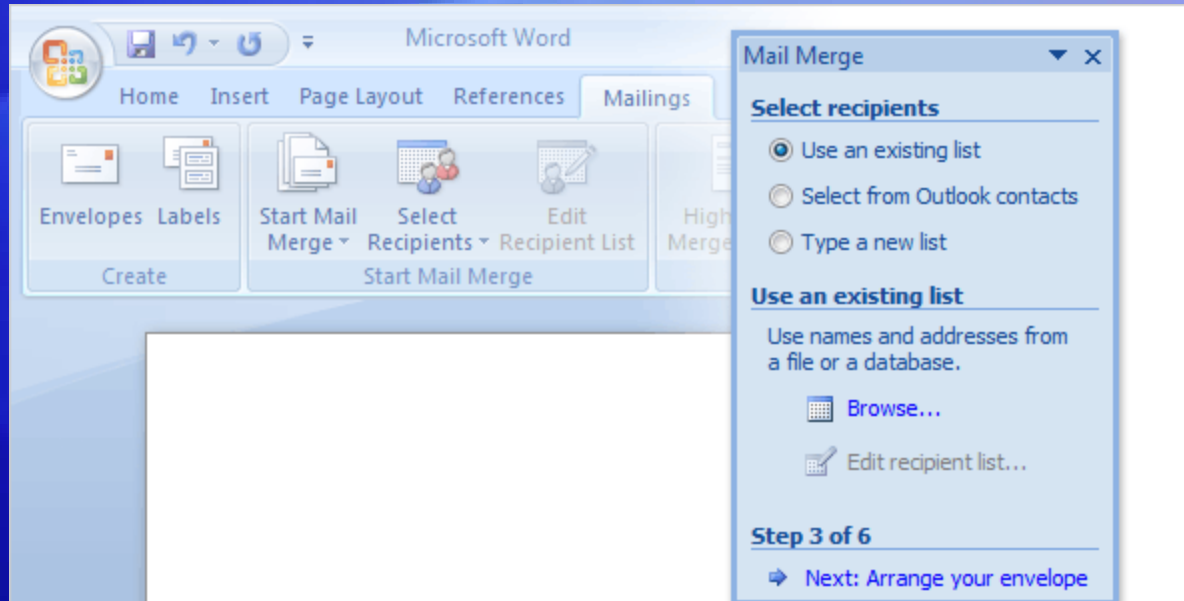 Microsoft Word
Home Insert Page Layout References Mailings
Envelopes Labels
Start Mail Merge Select Recipients Edit Recipient List
High
Merge
Create
Start Mail Merge
Mail Merge
Select recipients
Use an existing list
Select from Outlook contacts
Type a new list
Use an existing list
Use names and addresses from
a file or a database.
Browse...
Edit recipient list...
Step 3 of 6
Next: Arrange your envelope